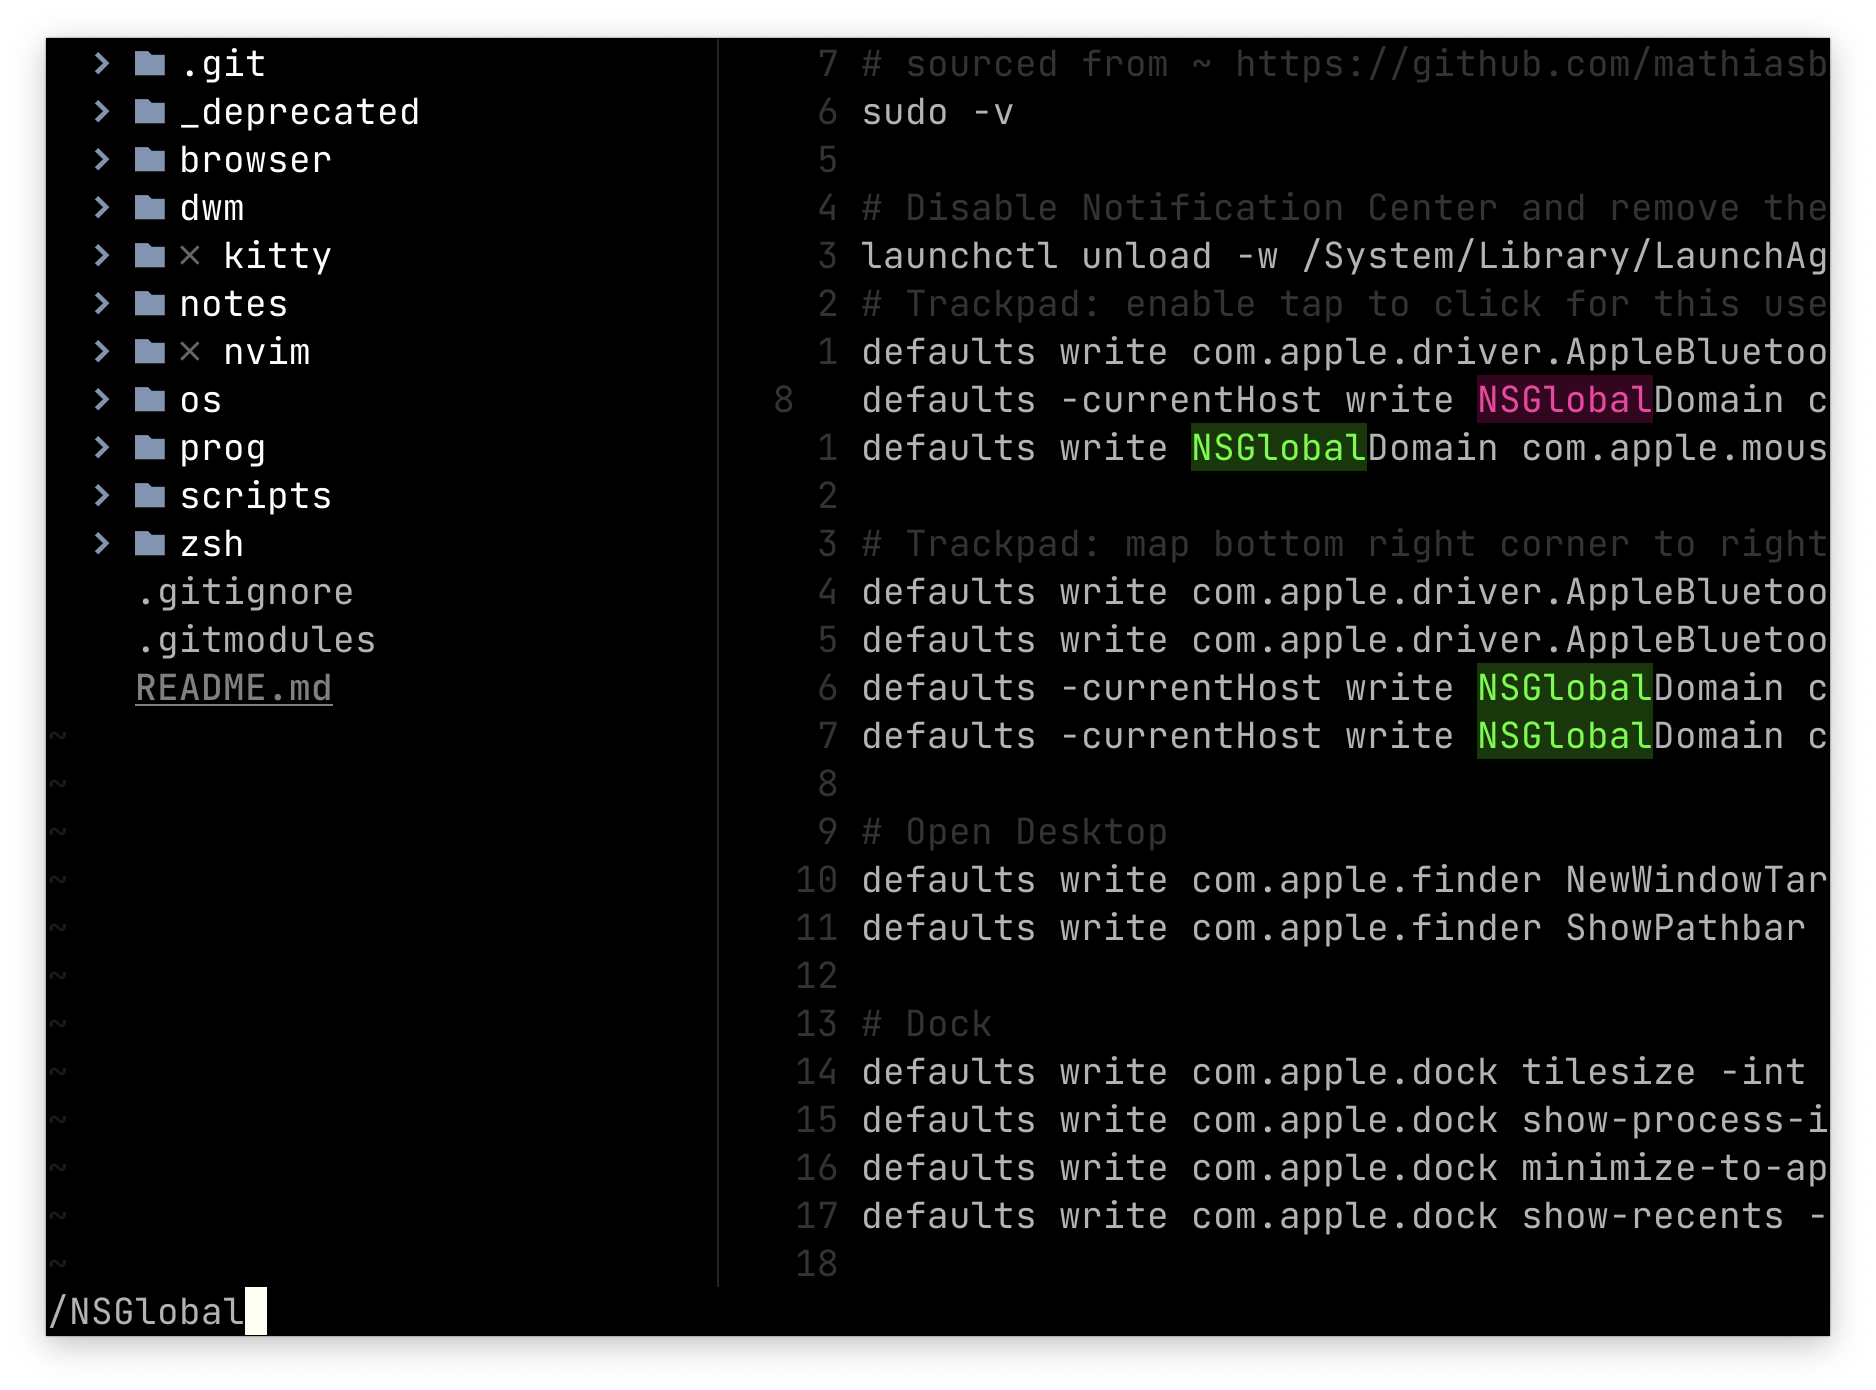 .git
_deprecated
browser
dwm
× kitty
notes
× nvim
os
prog
scripts
zsh
.gitignore
.gitmodules
README.md
~
~
~
~
~
~
~
~
~
~
~
~
7 # sourced from ~ https://github.com/mathiasb
6 sudo -v
5
4 # Disable Notification Center and remove the
3 launchctl unload -w /System/Library/LaunchAg
2 # Trackpad: enable tap to click for this use
1 defaults write com.apple.driver.AppleBluetoo
8 defaults -currentHost write NSGlobalDomain c
1 defaults write NSGlobalDomain com.apple.mous
2
3 # Trackpad: map bottom right corner to right
4 defaults write com.apple.driver.AppleBluetoo
5 defaults write com.apple.driver.AppleBluetoo
6 defaults -currentHost write NSGlobalDomain c
7 defaults -currentHost write NSGlobalDomain c
8
9 # Open Desktop
10 defaults write com.apple.finder NewWindowTar
11 defaults write com.apple.finder ShowPathbar
12
13 # Dock
14 defaults write com.apple.dock tilesize -int
15 defaults write com.apple.dock show-process-i
16 defaults write com.apple.dock minimize-to-ap
17 defaults write com.apple.dock show-recents -
18
/NSGlobal